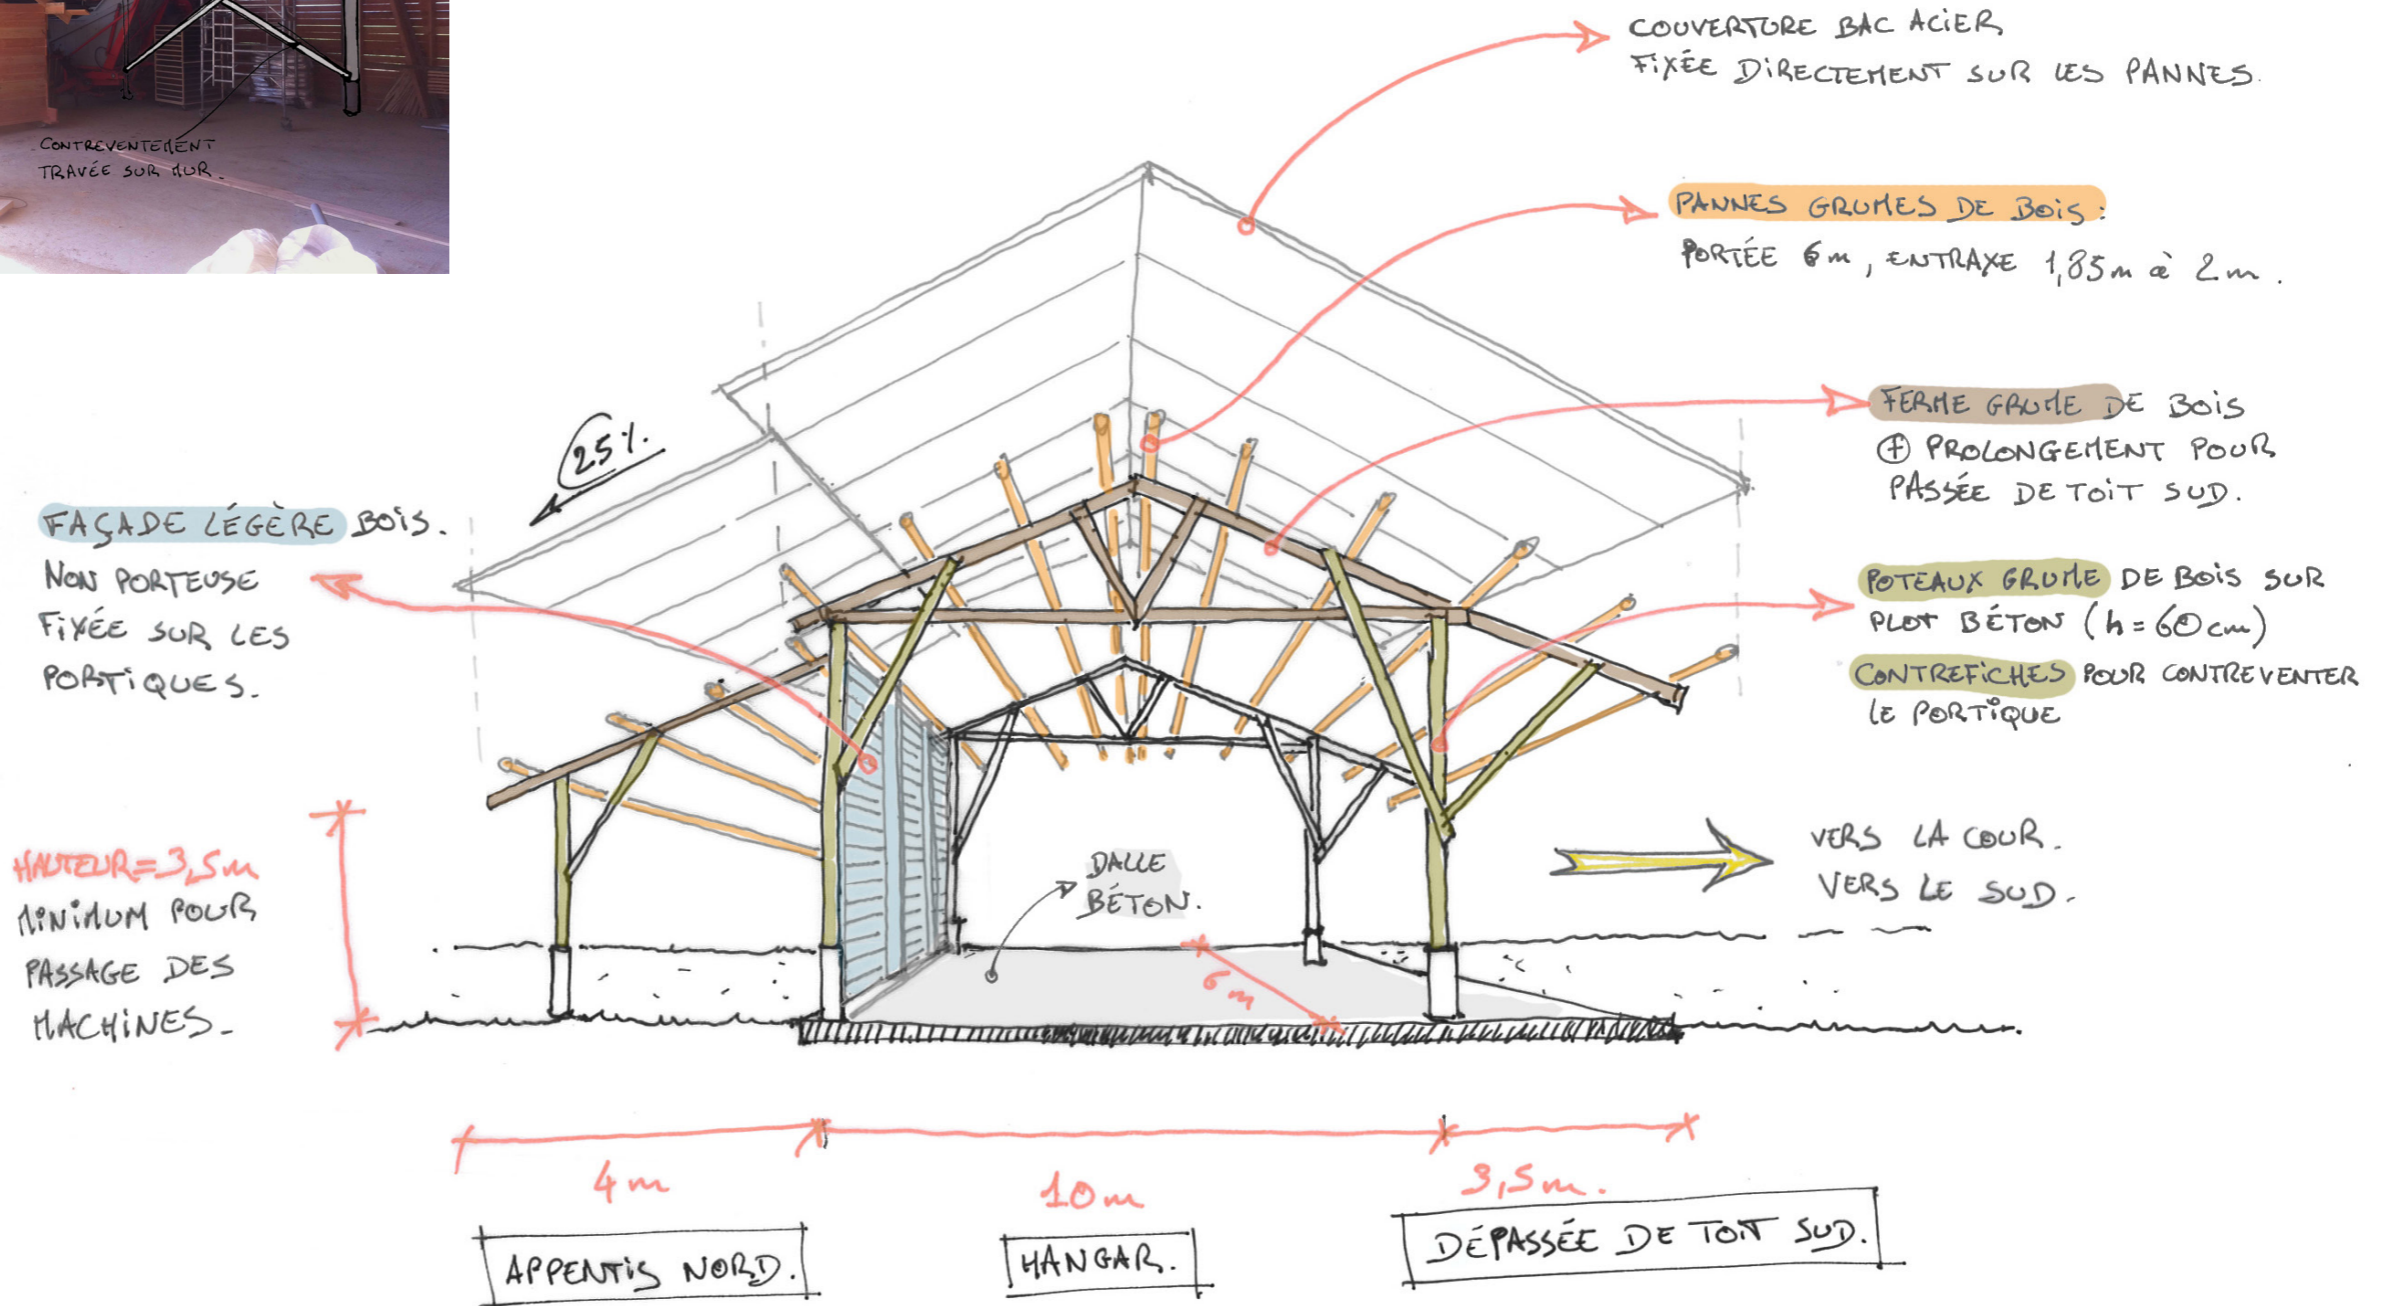 CONTREVENTEMENT
TRAVÉE SUR MUR.
COUVERTURE BAC ACIER
FIXÉE DIRECTEMENT SUR LES PANNES.
PANNES GRUMES DE BOIS:
PORTÉE 6m, ENTRAXE 1,85m à 2m.
FERME GRUME DE BOIS
+ PROLONGEMENT POUR
PASSÉE DE TOIT SUD.
25%
FAÇADE LÉGÈRE BOIS.
NON PORTEUSE
FIXÉE SUR LES
PORTIQUES.
POTEAUX GRUME DE BOIS SUR
PLOT BÉTON (h=60cm)
CONTREFICHES POUR CONTREVENTER
LE PORTIQUE
HAUTEUR=3,5m
MINIMUM POUR
PASSAGE DES
MACHINES.
DALLE
BÉTON.
6m
VERS LA COUR.
VERS LE SUD.
4m
10m
3,5m.
APPENTIS NORD.
HANGAR.
DÉPASSÉE DE TOIT SUD.